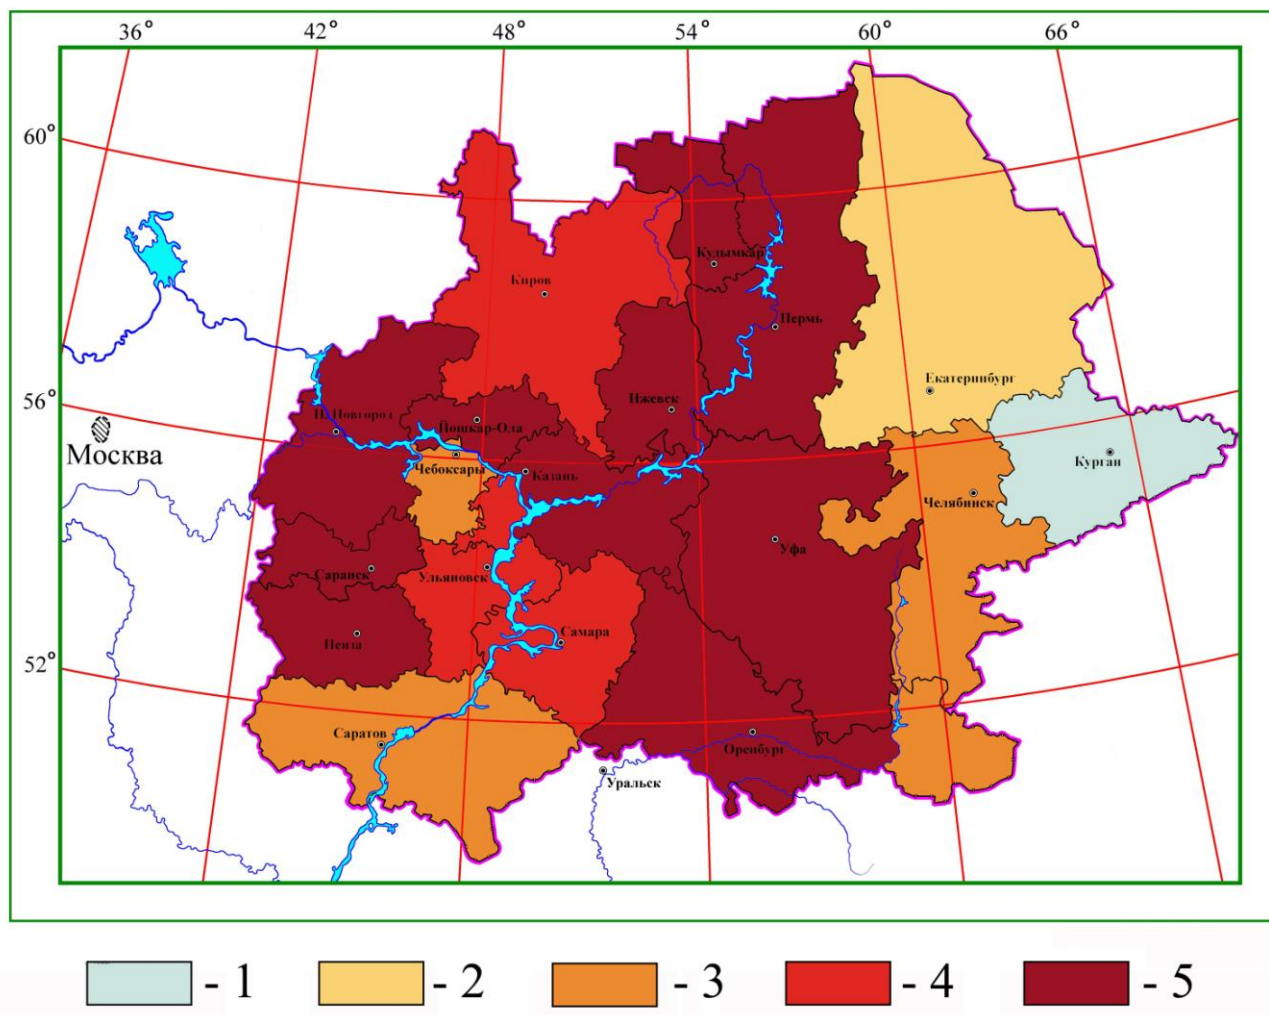 36° 42° 48° 54° 60° 66°
60°
Кудымкар
Киров
Пермь
56°
Екатеринбург
Ижевск
Н. Новгород
Йошкар-Ола
Москва
Чебоксары
Казань
Курган
Челябинск
Уфа
Саранск
Ульяновск
Самара
Пенза
52°
Саратов
Оренбург
Уральск
- 1 - 2 - 3 - 4 - 5